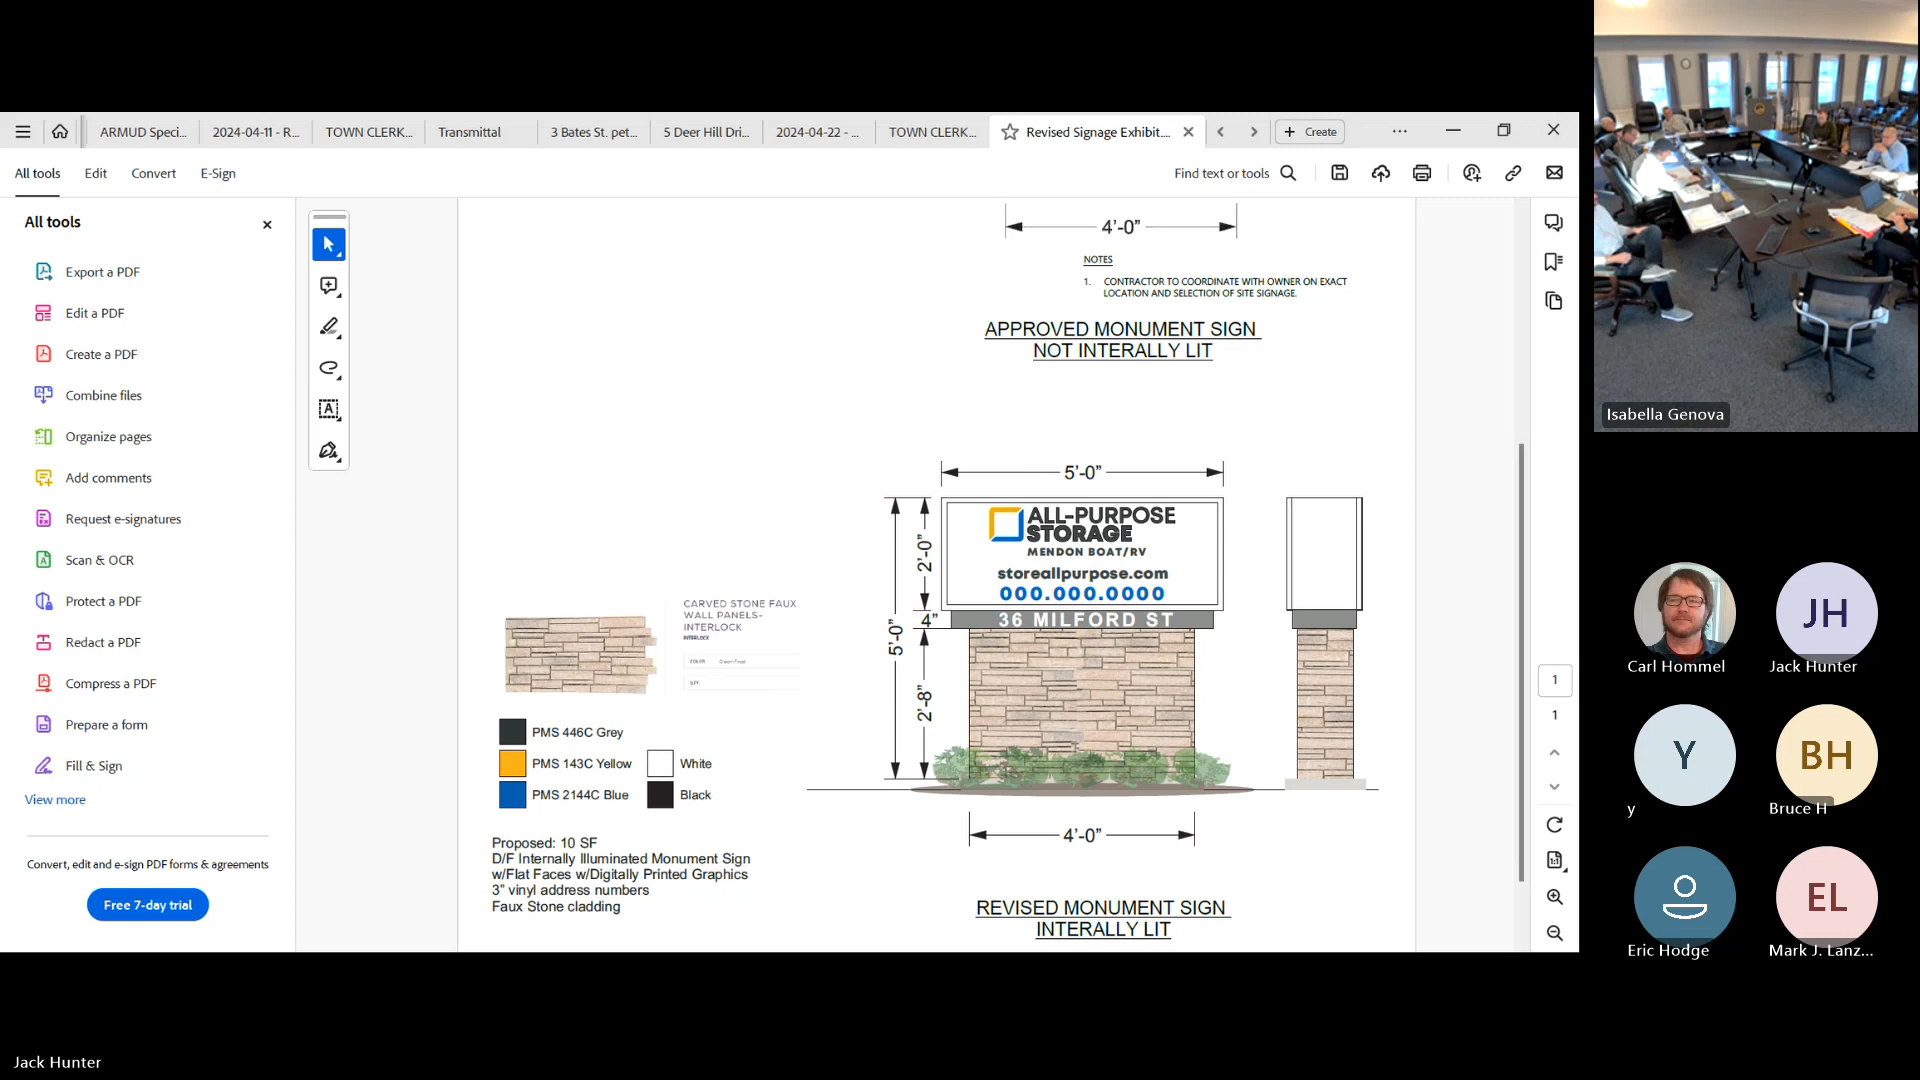 ARMUD Speci...
2024-04-11 - R...
TOWN CLERK...
Transmittal
3 Bates St. pet...
5 Deer Hill Dri...
2024-04-22 - ...
TOWN CLERK...
Revised Signage Exhibit...
Create
All tools
Edit
Convert
E-Sign
Find text or tools
All tools
Export a PDF
Edit a PDF
Create a PDF
Combine files
Organize pages
Add comments
Request e-signatures
Scan & OCR
Protect a PDF
Redact a PDF
Compress a PDF
Prepare a form
Fill & Sign
View more
Convert, edit and e-sign PDF forms & agreements
Free 7-day trial
4'-0"
NOTES
1. CONTRACTOR TO COORDINATE WITH OWNER ON EXACT
LOCATION AND SELECTION OF SITE SIGNAGE.
APPROVED MONUMENT SIGN
NOT INTERALLY LIT
5'-0"
ALL-PURPOSE
STORAGE
MENDON BOAT/RV
storeallpurpose.com
000.000.0000
36 MILFORD ST
2'-0"
4"
5'-0"
2'-8"
4'-0"
CARVED STONE FAUX
WALL PANELS-
INTERLOCK
INTERLOCK
COLOR
QTY:
PMS 446C Grey
PMS 143C Yellow
White
PMS 2144C Blue
Black
Proposed: 10 SF
D/F Internally Illuminated Monument Sign
w/Flat Faces w/Digitally Printed Graphics
3" vinyl address numbers
Faux Stone cladding
REVISED MONUMENT SIGN
INTERALLY LIT
1
1
Isabella Genova
Carl Hommel
JH
Jack Hunter
Y
y
BH
Bruce H
Eric Hodge
EL
Mark J. Lanz...
Jack Hunter